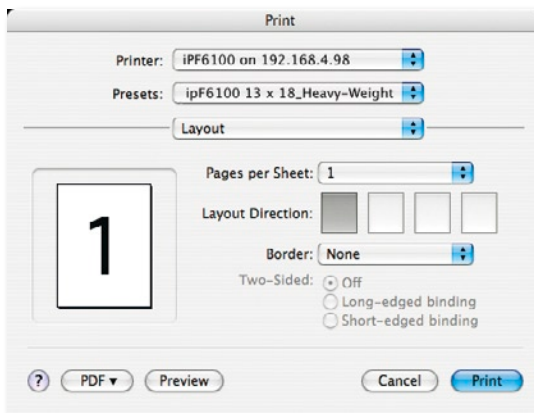 Print
Printer: iPF6100 on 192.168.4.98
Presets: ipF6100 13 x 18_Heavy-Weight
Layout
Pages per Sheet: 1
Layout Direction:
1
Border: None
Two-Sided: Off
Long-edged binding
Short-edged binding
? PDF Preview Cancel Print